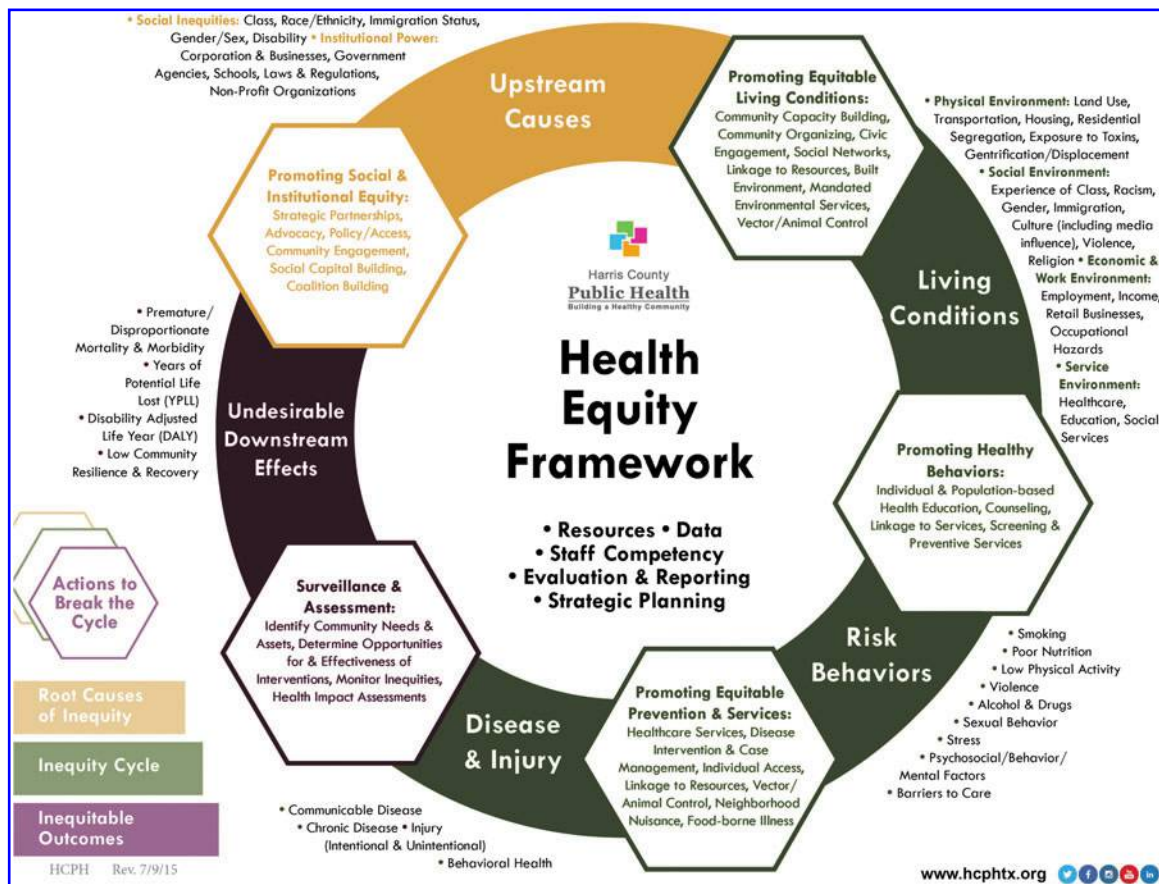 • Social Inequities: Class, Race/Ethnicity, Immigration Status,
Gender/Sex, Disability • Institutional Power:
Corporation & Businesses, Government
Agencies, Schools, Laws & Regulations,
Non-Profit Organizations
Upstream
Causes
Promoting Equitable
Living Conditions:
Community Capacity Building,
Community Organizing, Civic
Engagement, Social Networks,
Linkage to Resources, Built
Environment, Mandated
Environmental Services,
Vector/Animal Control
• Physical Environment: Land Use,
Transportation, Housing, Residential
Segregation, Exposure to Toxins,
Gentrification/Displacement
• Social Environment:
Experience of Class, Racism,
Gender, Immigration,
Culture (including media
influence), Violence,
Religion • Economic &
Work Environment:
Employment, Income,
Retail Businesses,
Occupational
Hazards
• Service
Environment:
Healthcare,
Education, Social
Services
Living
Conditions
Promoting Social &
Institutional Equity:
Strategic Partnerships,
Advocacy, Policy/Access,
Community Engagement,
Social Capital Building,
Coalition Building
Harris County
Public Health
Building a Healthy Community
Health
Equity
Framework
• Resources • Data
• Staff Competency
• Evaluation & Reporting
• Strategic Planning
• Premature/
Disproportionate
Mortality & Morbidity
• Years of
Potential Life
Lost (YPLL)
• Disability Adjusted
Life Year (DALY)
• Low Community
Resilience & Recovery
Undesirable
Downstream
Effects
Promoting Healthy
Behaviors:
Individual & Population-based
Health Education, Counseling,
Linkage to Services, Screening &
Preventive Services
Actions to
Break the
Cycle
Surveillance &
Assessment:
Identify Community Needs &
Assets, Determine Opportunities
for & Effectiveness of
Interventions, Monitor Inequities,
Health Impact Assessments
Risk
Behaviors
• Smoking
• Poor Nutrition
• Low Physical Activity
• Violence
• Alcohol & Drugs
• Sexual Behavior
• Stress
• Psychosocial/Behavior/
Mental Factors
• Barriers to Care
Promoting Equitable
Prevention & Services:
Healthcare Services, Disease
Intervention & Case
Management, Individual Access,
Linkage to Resources, Vector/
Animal Control, Neighborhood
Nuisance, Food-borne Illness
Disease
& Injury
• Communicable Disease
• Chronic Disease • Injury
(Intentional & Unintentional)
• Behavioral Health
Root Causes
of Inequity
Inequity Cycle
Inequitable
Outcomes
HCPH Rev. 7/9/15
www.hcphtx.org